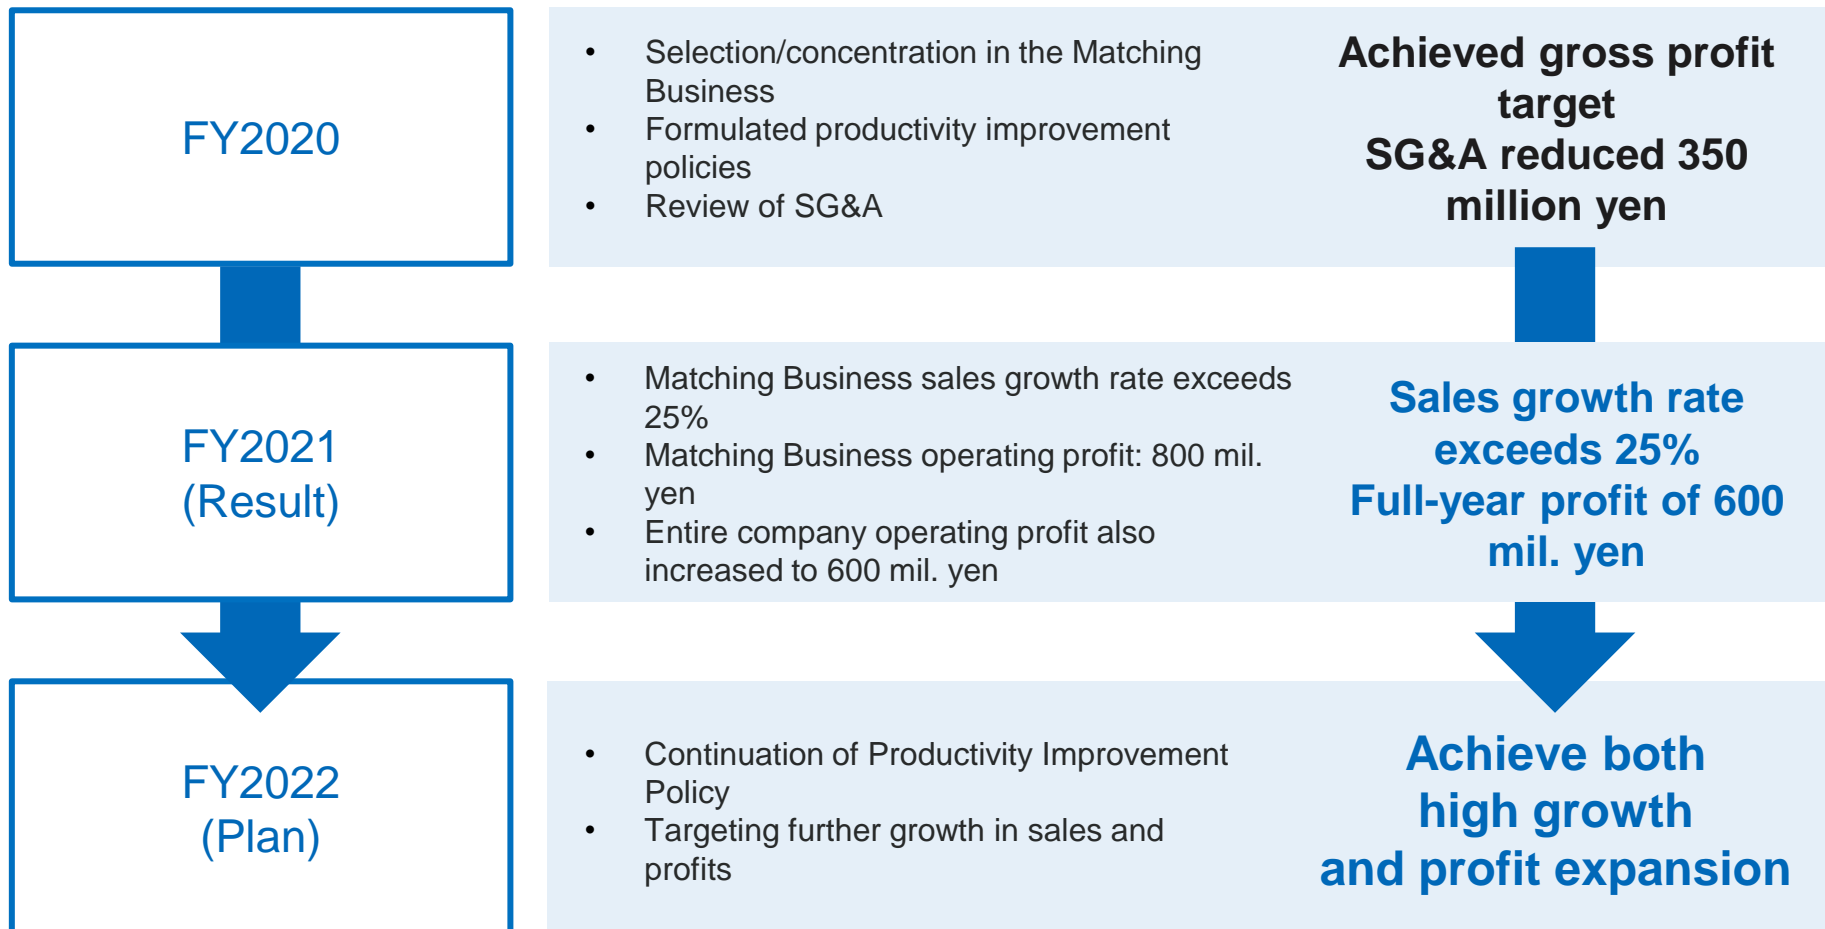 FY2020
• Selection/concentration in the Matching
Business
• Formulated productivity improvement
policies
• Review of SG&A
Achieved gross profit
target
SG&A reduced 350
million yen
FY2021
(Result)
• Matching Business sales growth rate exceeds
25%
• Matching Business operating profit: 800 mil.
yen
• Entire company operating profit also
increased to 600 mil. yen
Sales growth rate
exceeds 25%
Full-year profit of 600
mil. yen
FY2022
(Plan)
• Continuation of Productivity Improvement
Policy
• Targeting further growth in sales and
profits
Achieve both
high growth
and profit expansion